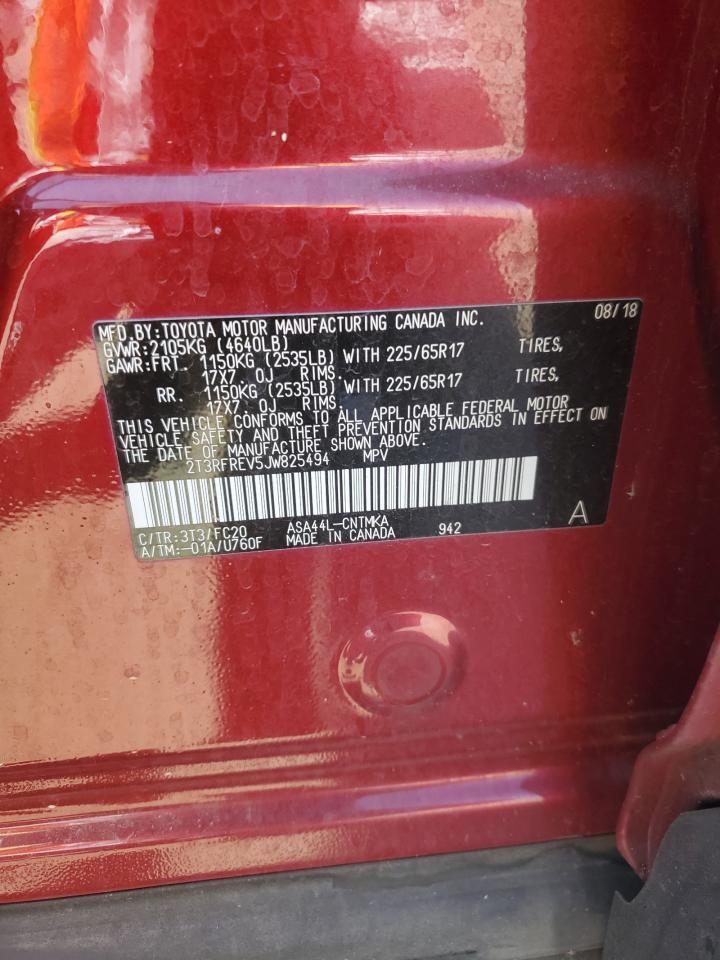 MFD.BY:TOYOTA MOTOR MANUFACTURING CANADA INC. 08/18
GVWR:2105KG (4640LB)
GAWR:FRT. 1150KG (2535LB) WITH 225/65R17 TIRES,
17X7.0J RIMS.
RR. 1150KG (2535LB) WITH 225/65R17 TIRES,
17X7.0J RIMS.
THIS VEHICLE CONFORMS TO ALL APPLICABLE FEDERAL MOTOR
VEHICLE SAFETY AND THEFT PREVENTION STANDARDS IN EFFECT ON
THE DATE OF MANUFACTURE SHOWN ABOVE.
2T3RFREV5JW825494 MPV
C/TR:3T3/FC20 ASA44L-CNTMKA 942 A
A/TM:-01A/U760F MADE IN CANADA